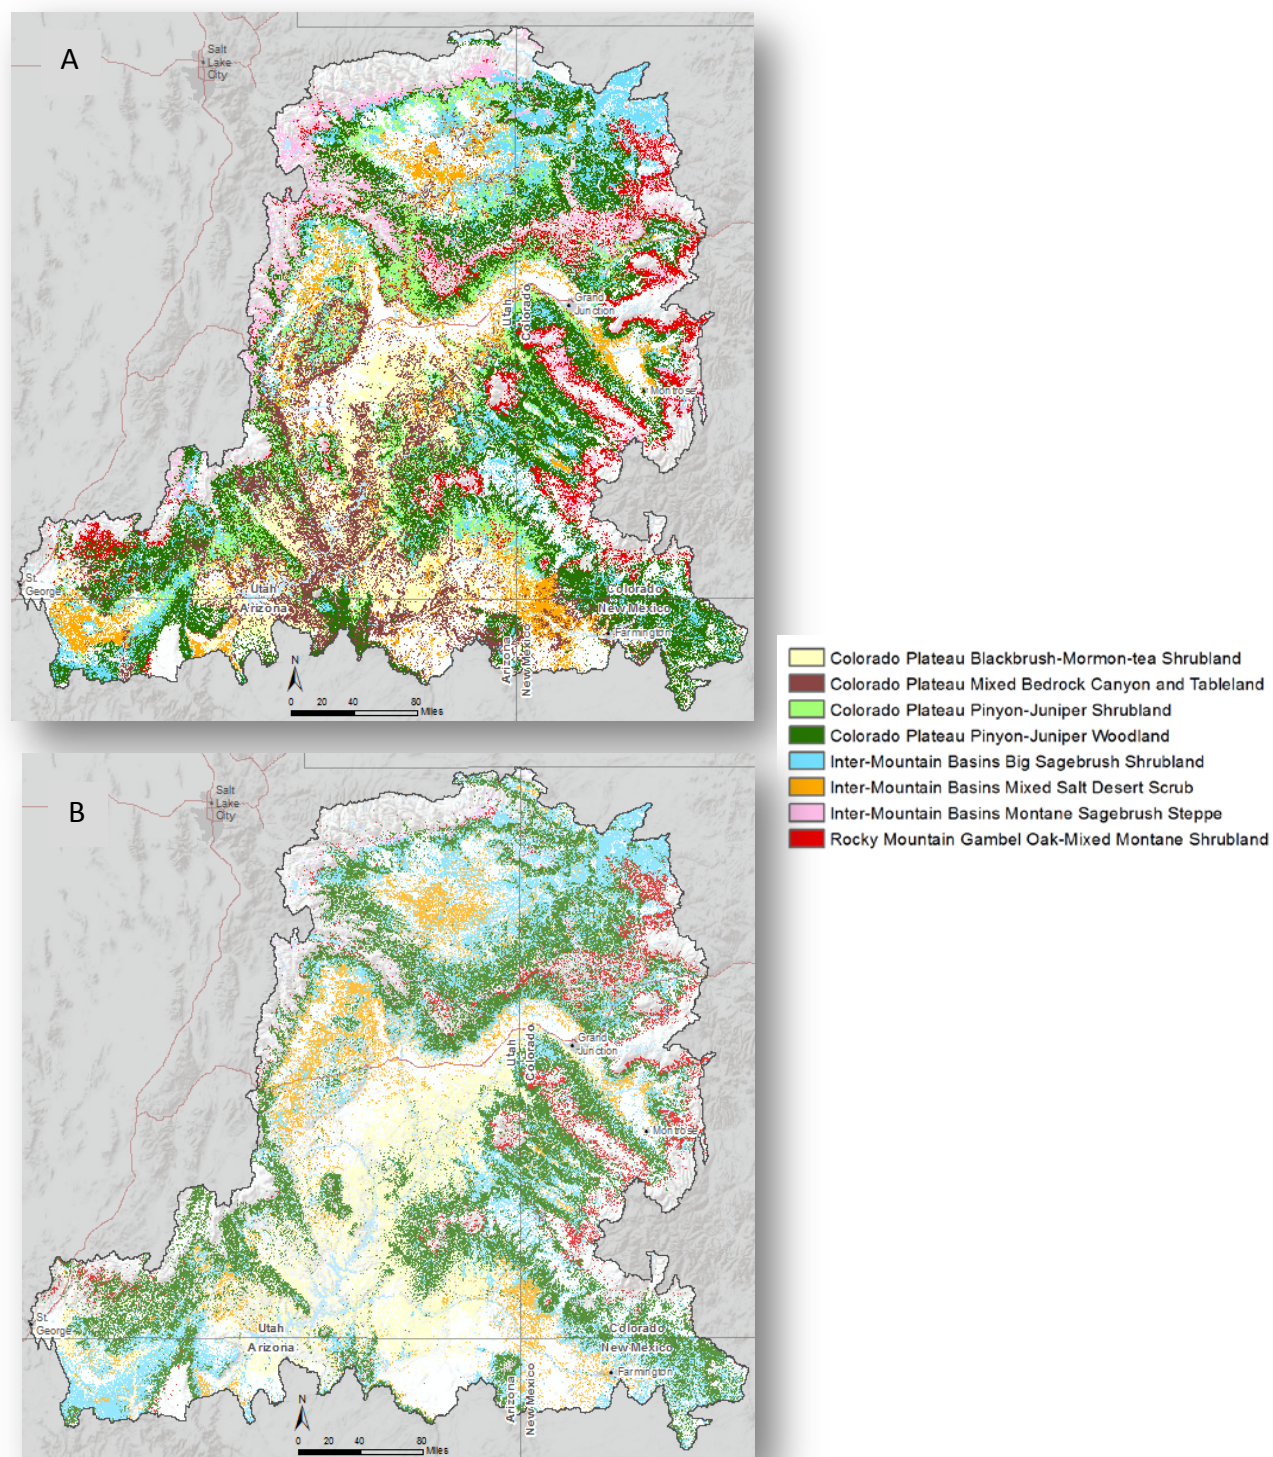 A
Salt
Lake
City
Utah
Colorado
Grand
Junction
Montrose
St.
George
Utah
Arizona
Colorado
New Mexico
Farmington
Arizona
New Mexico
N
0 20 40 80
Miles
Colorado Plateau Blackbrush-Mormon-tea Shrubland
Colorado Plateau Mixed Bedrock Canyon and Tableland
Colorado Plateau Pinyon-Juniper Shrubland
Colorado Plateau Pinyon-Juniper Woodland
Inter-Mountain Basins Big Sagebrush Shrubland
Inter-Mountain Basins Mixed Salt Desert Scrub
Inter-Mountain Basins Montane Sagebrush Steppe
Rocky Mountain Gambel Oak-Mixed Montane Shrubland
B
Salt
Lake
City
Utah
Colorado
Grand
Junction
Montrose
St.
George
Utah
Arizona
Colorado
New Mexico
Farmington
Arizona
New Mexico
N
0 20 40 80
Miles